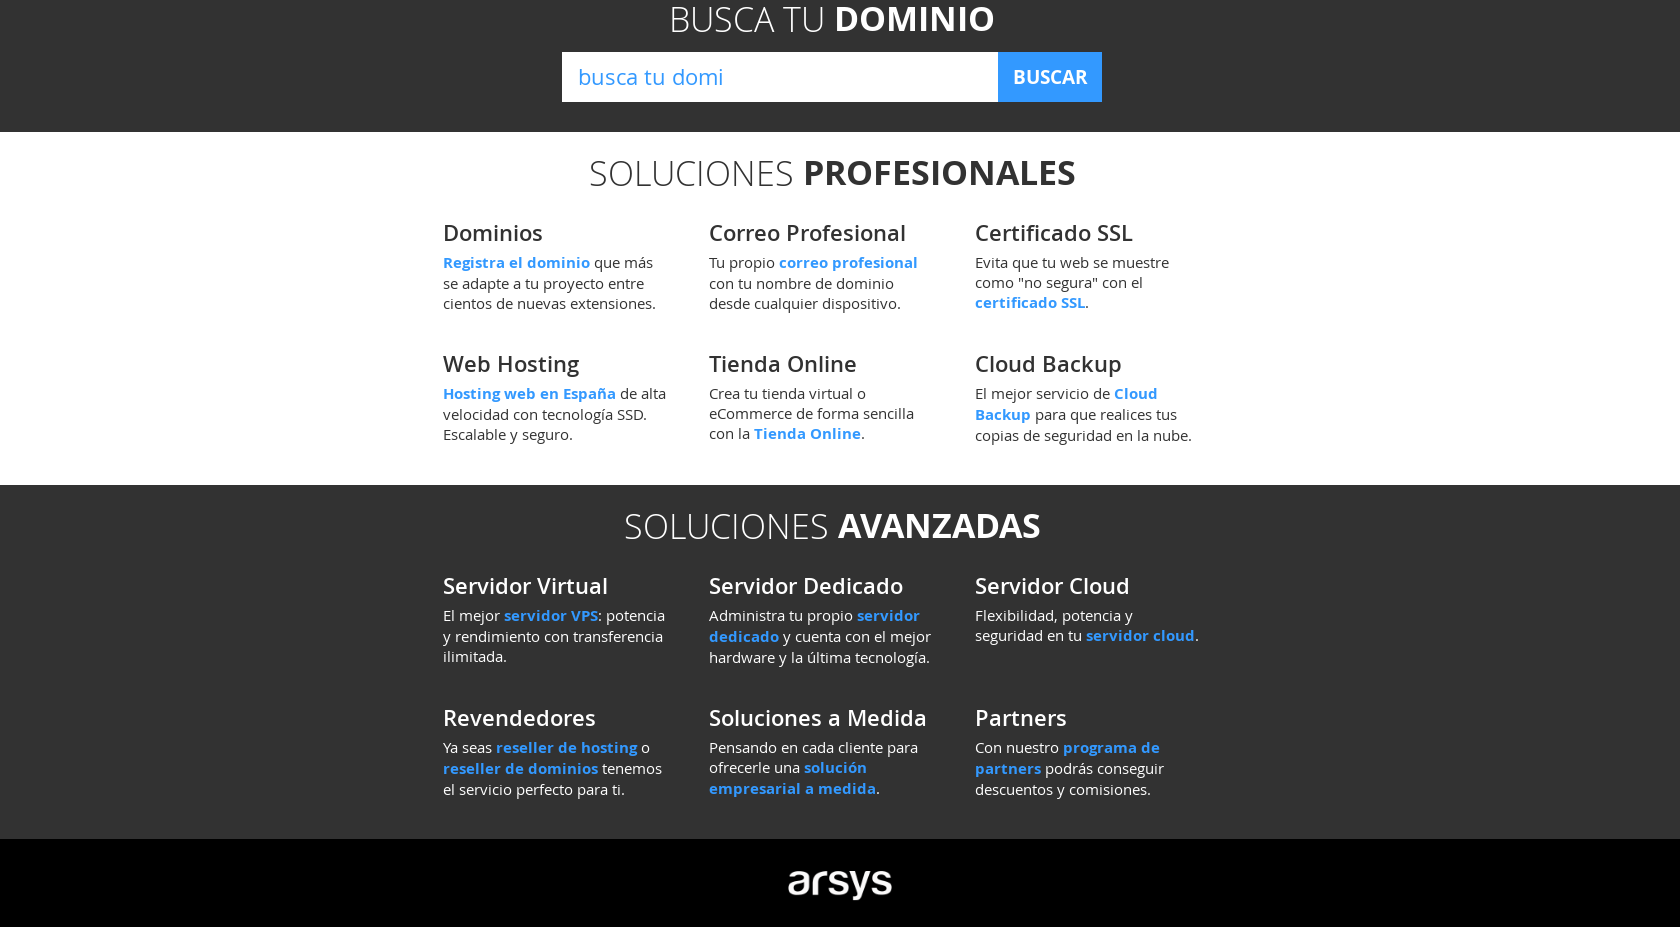 BUSCA TU DOMINIO
busca tu domi
BUSCAR
SOLUCIONES PROFESIONALES
Dominios
Registra el dominio que más
se adapte a tu proyecto entre
cientos de nuevas extensiones.
Correo Profesional
Tu propio correo profesional
con tu nombre de dominio
desde cualquier dispositivo.
Certificado SSL
Evita que tu web se muestre
como "no segura" con el
certificado SSL.
Web Hosting
Hosting web en España de alta
velocidad con tecnología SSD.
Escalable y seguro.
Tienda Online
Crea tu tienda virtual o
eCommerce de forma sencilla
con la Tienda Online.
Cloud Backup
El mejor servicio de Cloud
Backup para que realices tus
copias de seguridad en la nube.
SOLUCIONES AVANZADAS
Servidor Virtual
El mejor servidor VPS: potencia
y rendimiento con transferencia
ilimitada.
Servidor Dedicado
Administra tu propio servidor
dedicado y cuenta con el mejor
hardware y la última tecnología.
Servidor Cloud
Flexibilidad, potencia y
seguridad en tu servidor cloud.
Revendedores
Ya seas reseller de hosting o
reseller de dominios tenemos
el servicio perfecto para ti.
Soluciones a Medida
Pensando en cada cliente para
ofrecerle una solución
empresarial a medida.
Partners
Con nuestro programa de
partners podrás conseguir
descuentos y comisiones.
arsys